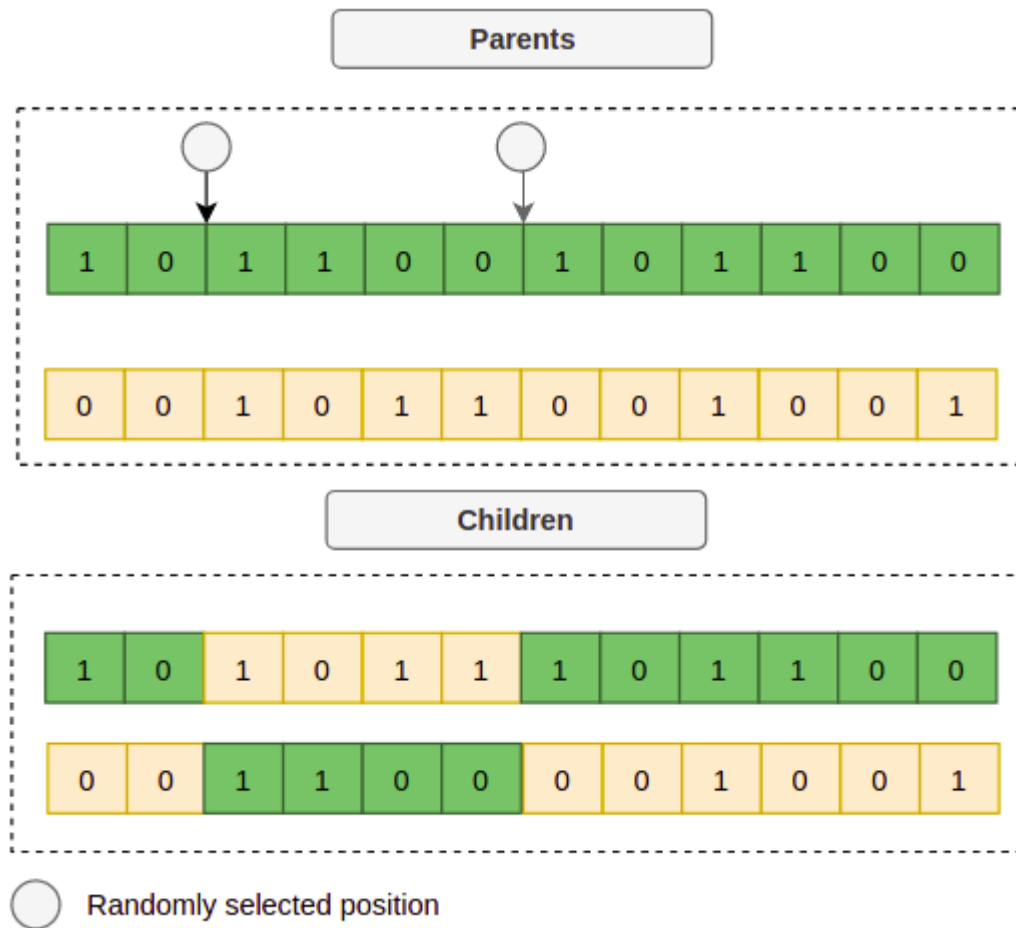 Parents
1 0 1 1 0 0 1 0 1 1 0 0
0 0 1 0 1 1 0 0 1 0 0 1
Children
1 0 1 0 1 1 1 0 1 1 0 0
0 0 1 1 0 0 0 0 1 0 0 1
Randomly selected position